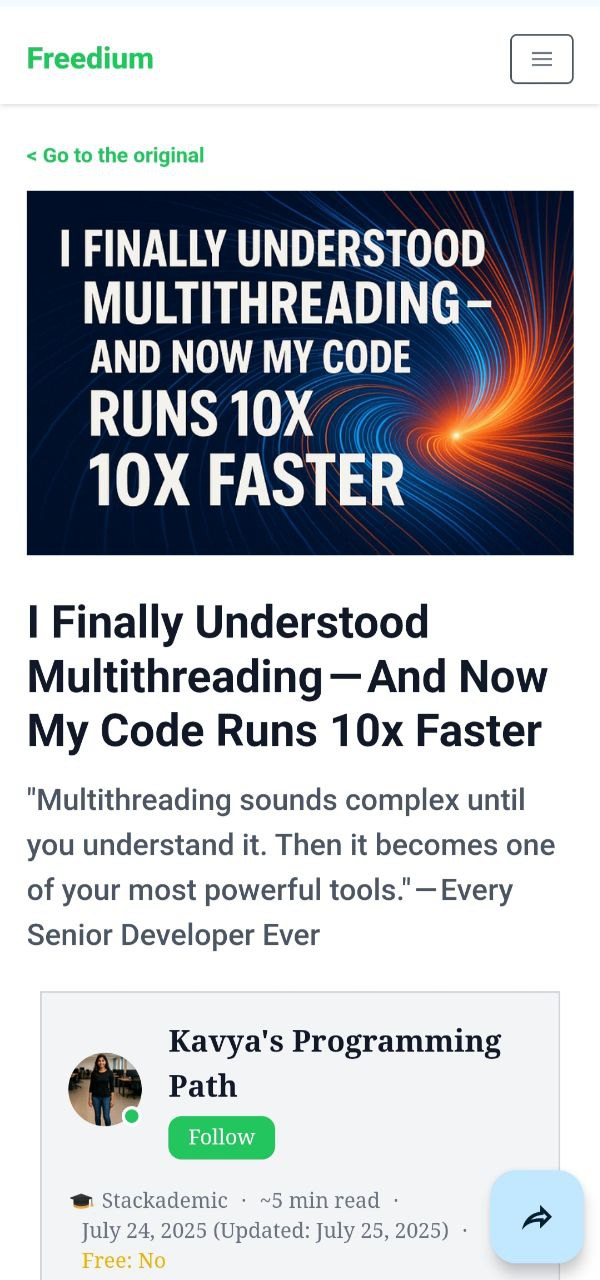 Freedium
< Go to the original
I FINALLY UNDERSTOOD
MULTITHREADING–
AND NOW MY CODE
RUNS 10X
10X FASTER
I Finally Understood
Multithreading — And Now
My Code Runs 10x Faster
"Multithreading sounds complex until
you understand it. Then it becomes one
of your most powerful tools." — Every
Senior Developer Ever
Kavya's Programming
Path
Follow
Stackademic · ~5 min read ·
July 24, 2025 (Updated: July 25, 2025) ·
Free: No